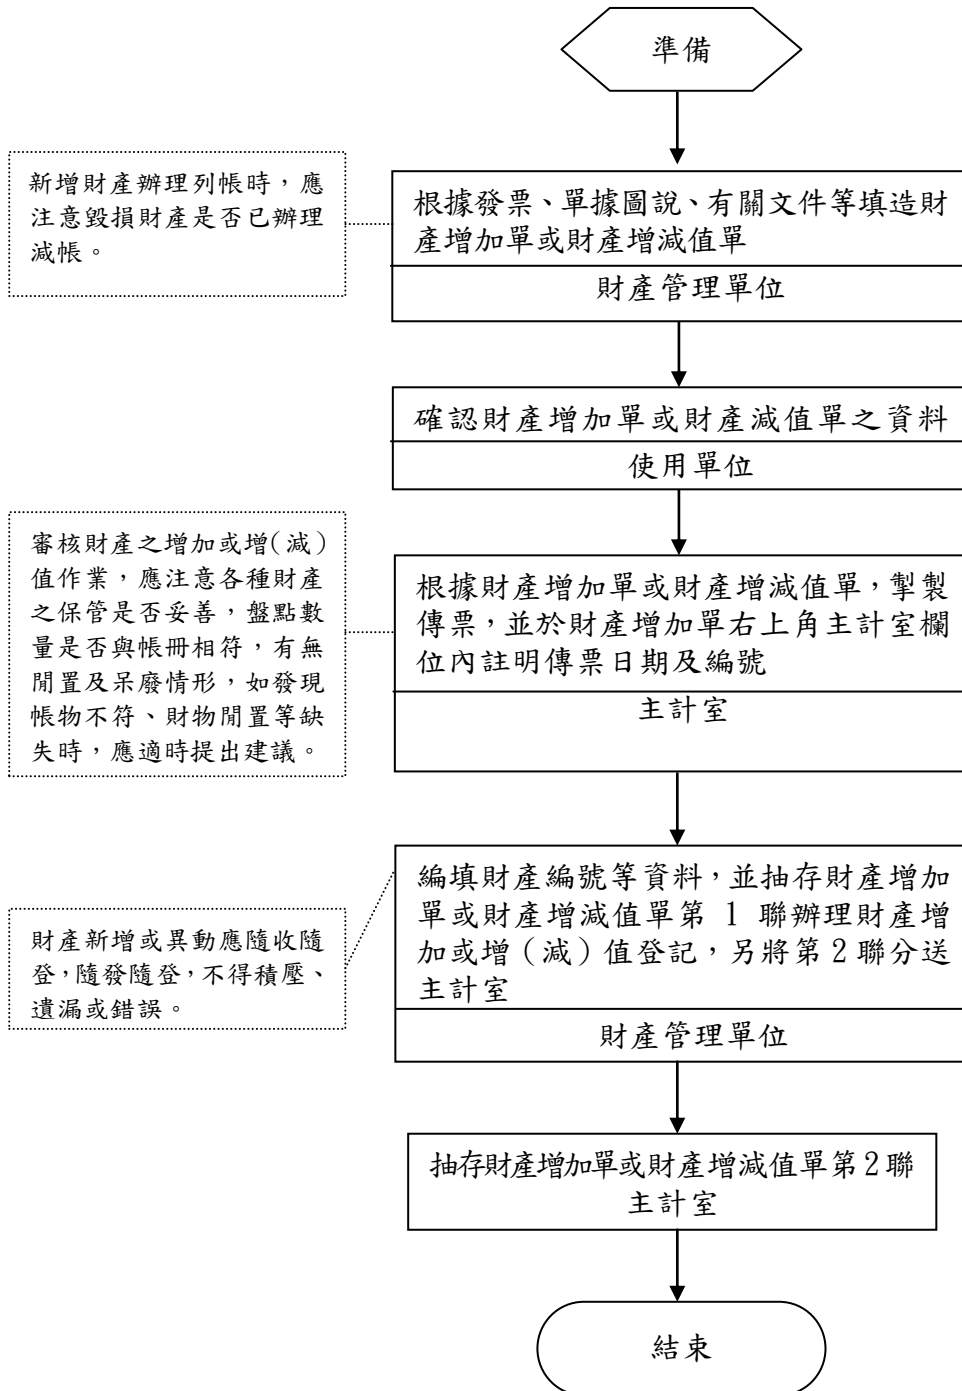 準備
新增財產辦理列帳時，應
注意毀損財產是否已辦理
減帳。
根據發票、單據圖說、有關文件等填造財
產增加單或財產增減值單
財產管理單位
確認財產增加單或財產減值單之資料
使用單位
審核財產之增加或增(減)
值作業，應注意各種財產
之保管是否妥善，盤點數
量是否與帳冊相符，有無
閒置及呆廢情形，如發現
帳物不符、財物閒置等缺
失時，應適時提出建議。
根據財產增加單或財產增減值單，掣製
傳票，並於財產增加單右上角主計室欄
位內註明傳票日期及編號
主計室
編填財產編號等資料，並抽存財產增加
單或財產增減值單第 1 聯辦理財產增
加或增（減）值登記，另將第2聯分送
主計室
財產管理單位
財產新增或異動應隨收隨
登，隨發隨登，不得積壓、
遺漏或錯誤。
抽存財產增加單或財產增減值單第2聯
主計室
結束